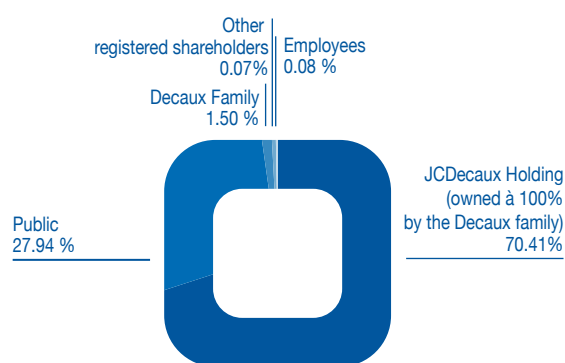 Other
registered shareholders
0.07%
Employees
0.08 %
Decaux Family
1.50 %
JCDecaux Holding
(owned à 100%
by the Decaux family)
70.41%
Public
27.94 %